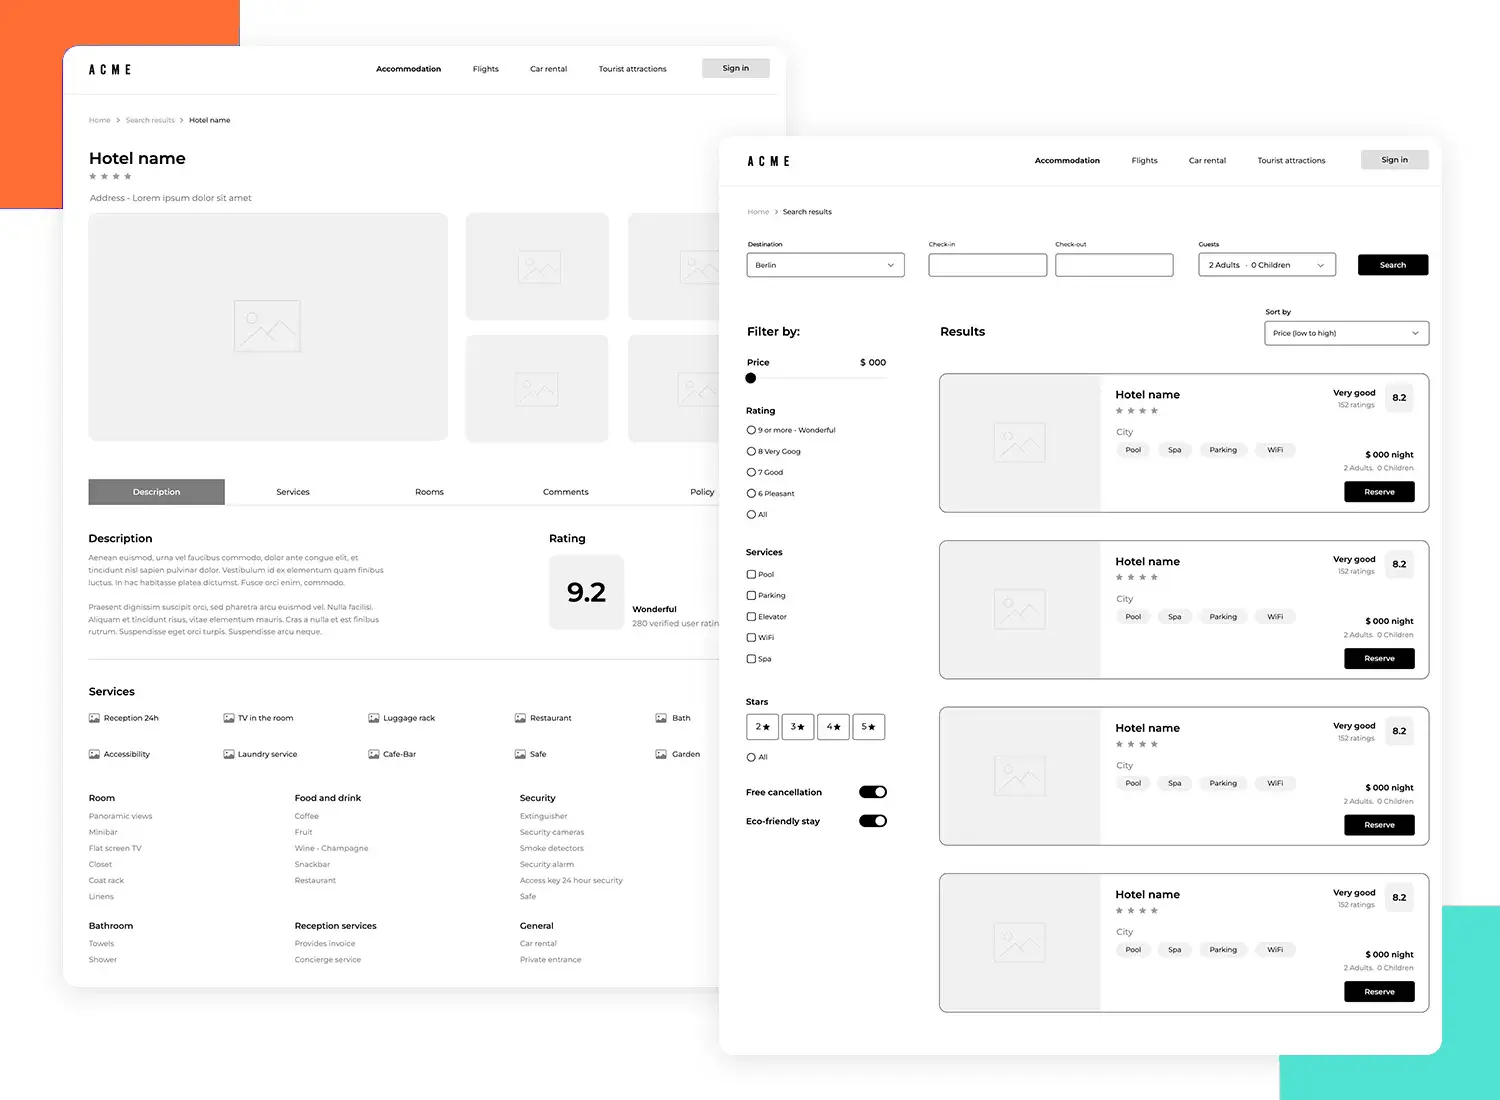 ACME
Accommodation Flights Car rental Tourist attractions Sign in
Home > Search results > Hotel name
Hotel name
Address - Lorem ipsum dolor sit amet
Description Services Rooms Comments Policy
Description
Aenean euismod, urna vel faucibus commodo, dolor ante congue elit, et
tincidunt nisl sapien pulvinar dolor. Vestibulum id ex elementum quam finibus
luctus. In hac habitasse platea dictumst. Fusce orci enim, commodo.
Praesent dignissim suscipit orci, sed pharetra arcu euismod vel. Nulla facilisi.
Aliquam et tincidunt risus, vitae elementum mauris. Cras a nulla et est finibus
rutrum. Suspendisse eget orci turpis. Suspendisse arcu neque.
Rating
9.2
Wonderful
280 verified user ratin
Services
Reception 24h TV in the room Luggage rack Restaurant Bath
Accessibility Laundry service Cafe-Bar Safe Garden
Room
Panoramic views
Minibar
Flat screen TV
Closet
Coat rack
Linens
Food and drink
Coffee
Fruit
Wine - Champagne
Snackbar
Restaurant
Security
Extinguisher
Security cameras
Smoke detectors
Security alarm
Access key 24 hour security
Safe
Bathroom
Towels
Shower
Reception services
Provides invoice
Concierge service
General
Car rental
Private entrance
ACME
Accommodation Flights Car rental Tourist attractions Sign in
Home > Search results
Destination
Berlin
Check-in
Check-out
Guests
2 Adults - 0 Children
Search
Filter by:
Price $ 000
Rating
9 or more - Wonderful
8 Very Goog
7 Good
6 Pleasant
All
Services
Pool
Parking
Elevator
WiFi
Spa
Stars
2★ 3★ 4★ 5★
All
Free cancellation
Eco-friendly stay
Results
Sort by
Price (low to high)
Hotel name
City
Pool Spa Parking WiFi
Very good
152 ratings
8.2
$ 000 night
2 Adults. 0 Children
Reserve
Hotel name
City
Pool Spa Parking WiFi
Very good
152 ratings
8.2
$ 000 night
2 Adults. 0 Children
Reserve
Hotel name
City
Pool Spa Parking WiFi
Very good
152 ratings
8.2
$ 000 night
2 Adults. 0 Children
Reserve
Hotel name
City
Pool Spa Parking WiFi
Very good
152 ratings
8.2
$ 000 night
2 Adults. 0 Children
Reserve